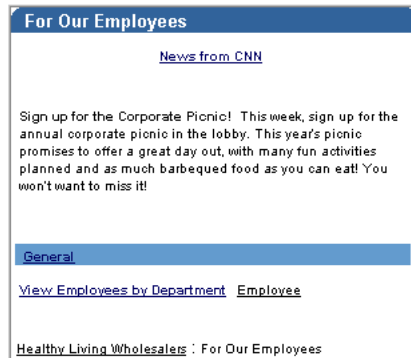 For Our Employees
News from CNN
Sign up for the Corporate Picnic! This week, sign up for the
annual corporate picnic in the lobby. This year's picnic
promises to offer a great day out, with many fun activities
planned and as much barbequed food as you can eat! You
won't want to miss it!
General
View Employees by Department Employee
Healthy Living Wholesalers : For Our Employees